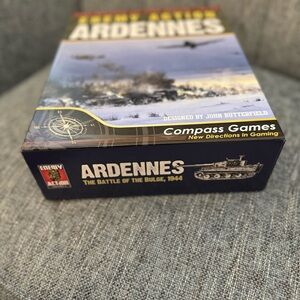 ENEMY ACTION
ARDENNES
DESIGNED BY JOHN BUTTERFIELD
Compass Games
New Directions in Gaming
ENEMY
ACTION
ARDENNES
THE BATTLE OF THE BULGE, 1944